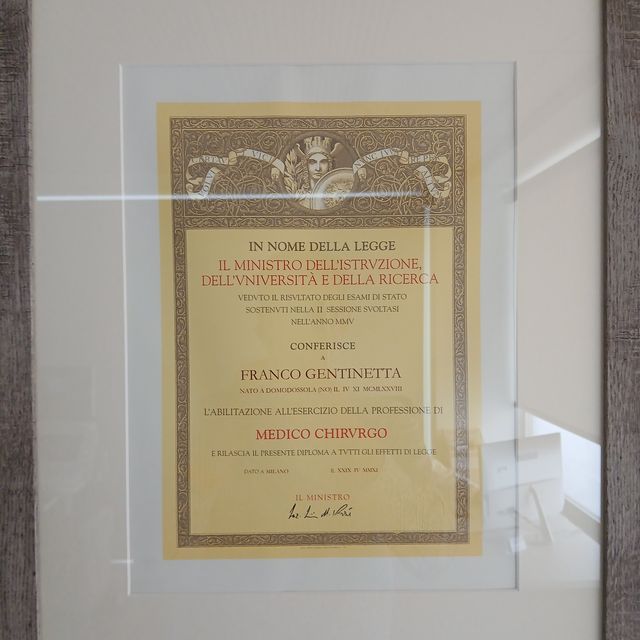 IN NOME DELLA LEGGE
IL MINISTRO DELL'ISTRVZIONE,
DELL'VNIVERSITÀ E DELLA RICERCA
VEDVTO IL RISVLTATO DEGLI ESAMI DI STATO
SOSTENVTI NELLA II SESSIONE SVOLTASI
NELL'ANNO MMV
CONFERISCE
A
FRANCO GENTINETTA
NATO A DOMODOSSOLA (NO) IL IV XI MCMLXXVIII
L'ABILITAZIONE ALL'ESERCIZIO DELLA PROFESSIONE DI
MEDICO CHIRVRGO
E RILASCIA IL PRESENTE DIPLOMA A TVTTI GLI EFFETTI DI LEGGE
DATO A MILANO IL XXIX IV MMXI
IL MINISTRO